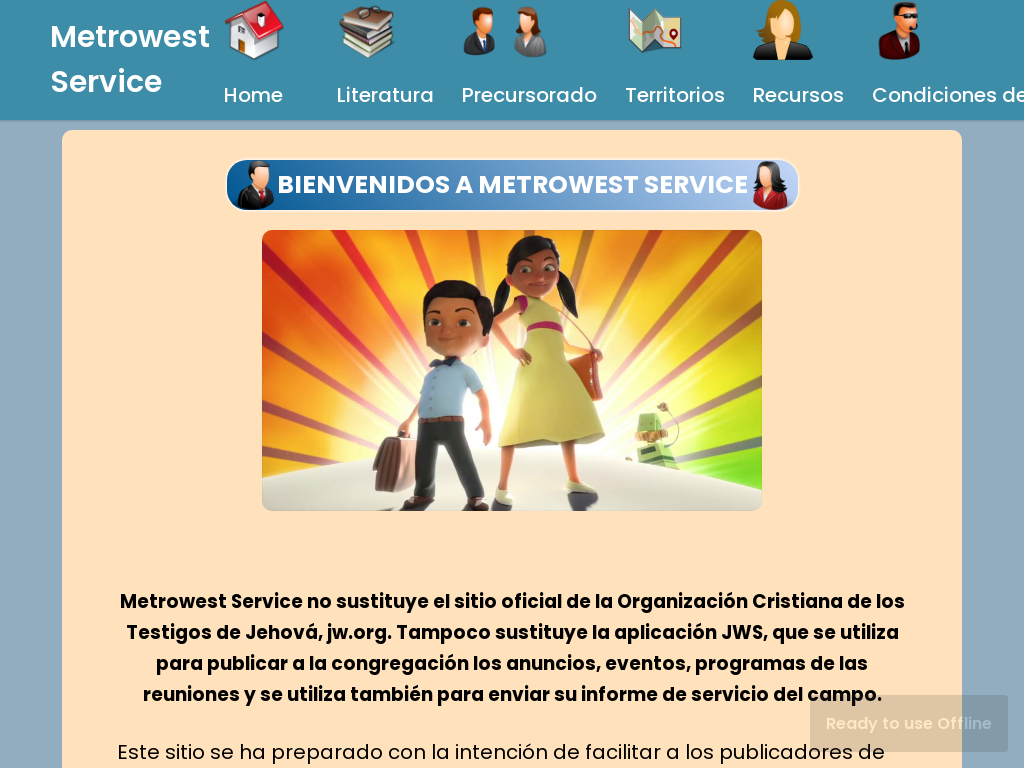 Metrowest
Service
Home
Literatura
Precursorado
Territorios
Recursos
Condiciones de
BIENVENIDOS A METROWEST SERVICE
Metrowest Service no sustituye el sitio oficial de la Organización Cristiana de los
Testigos de Jehová, jw.org. Tampoco sustituye la aplicación JWS, que se utiliza
para publicar a la congregación los anuncios, eventos, programas de las
reuniones y se utiliza también para enviar su informe de servicio del campo.
Ready to use Offline
Este sitio se ha preparado con la intención de facilitar a los publicadores de